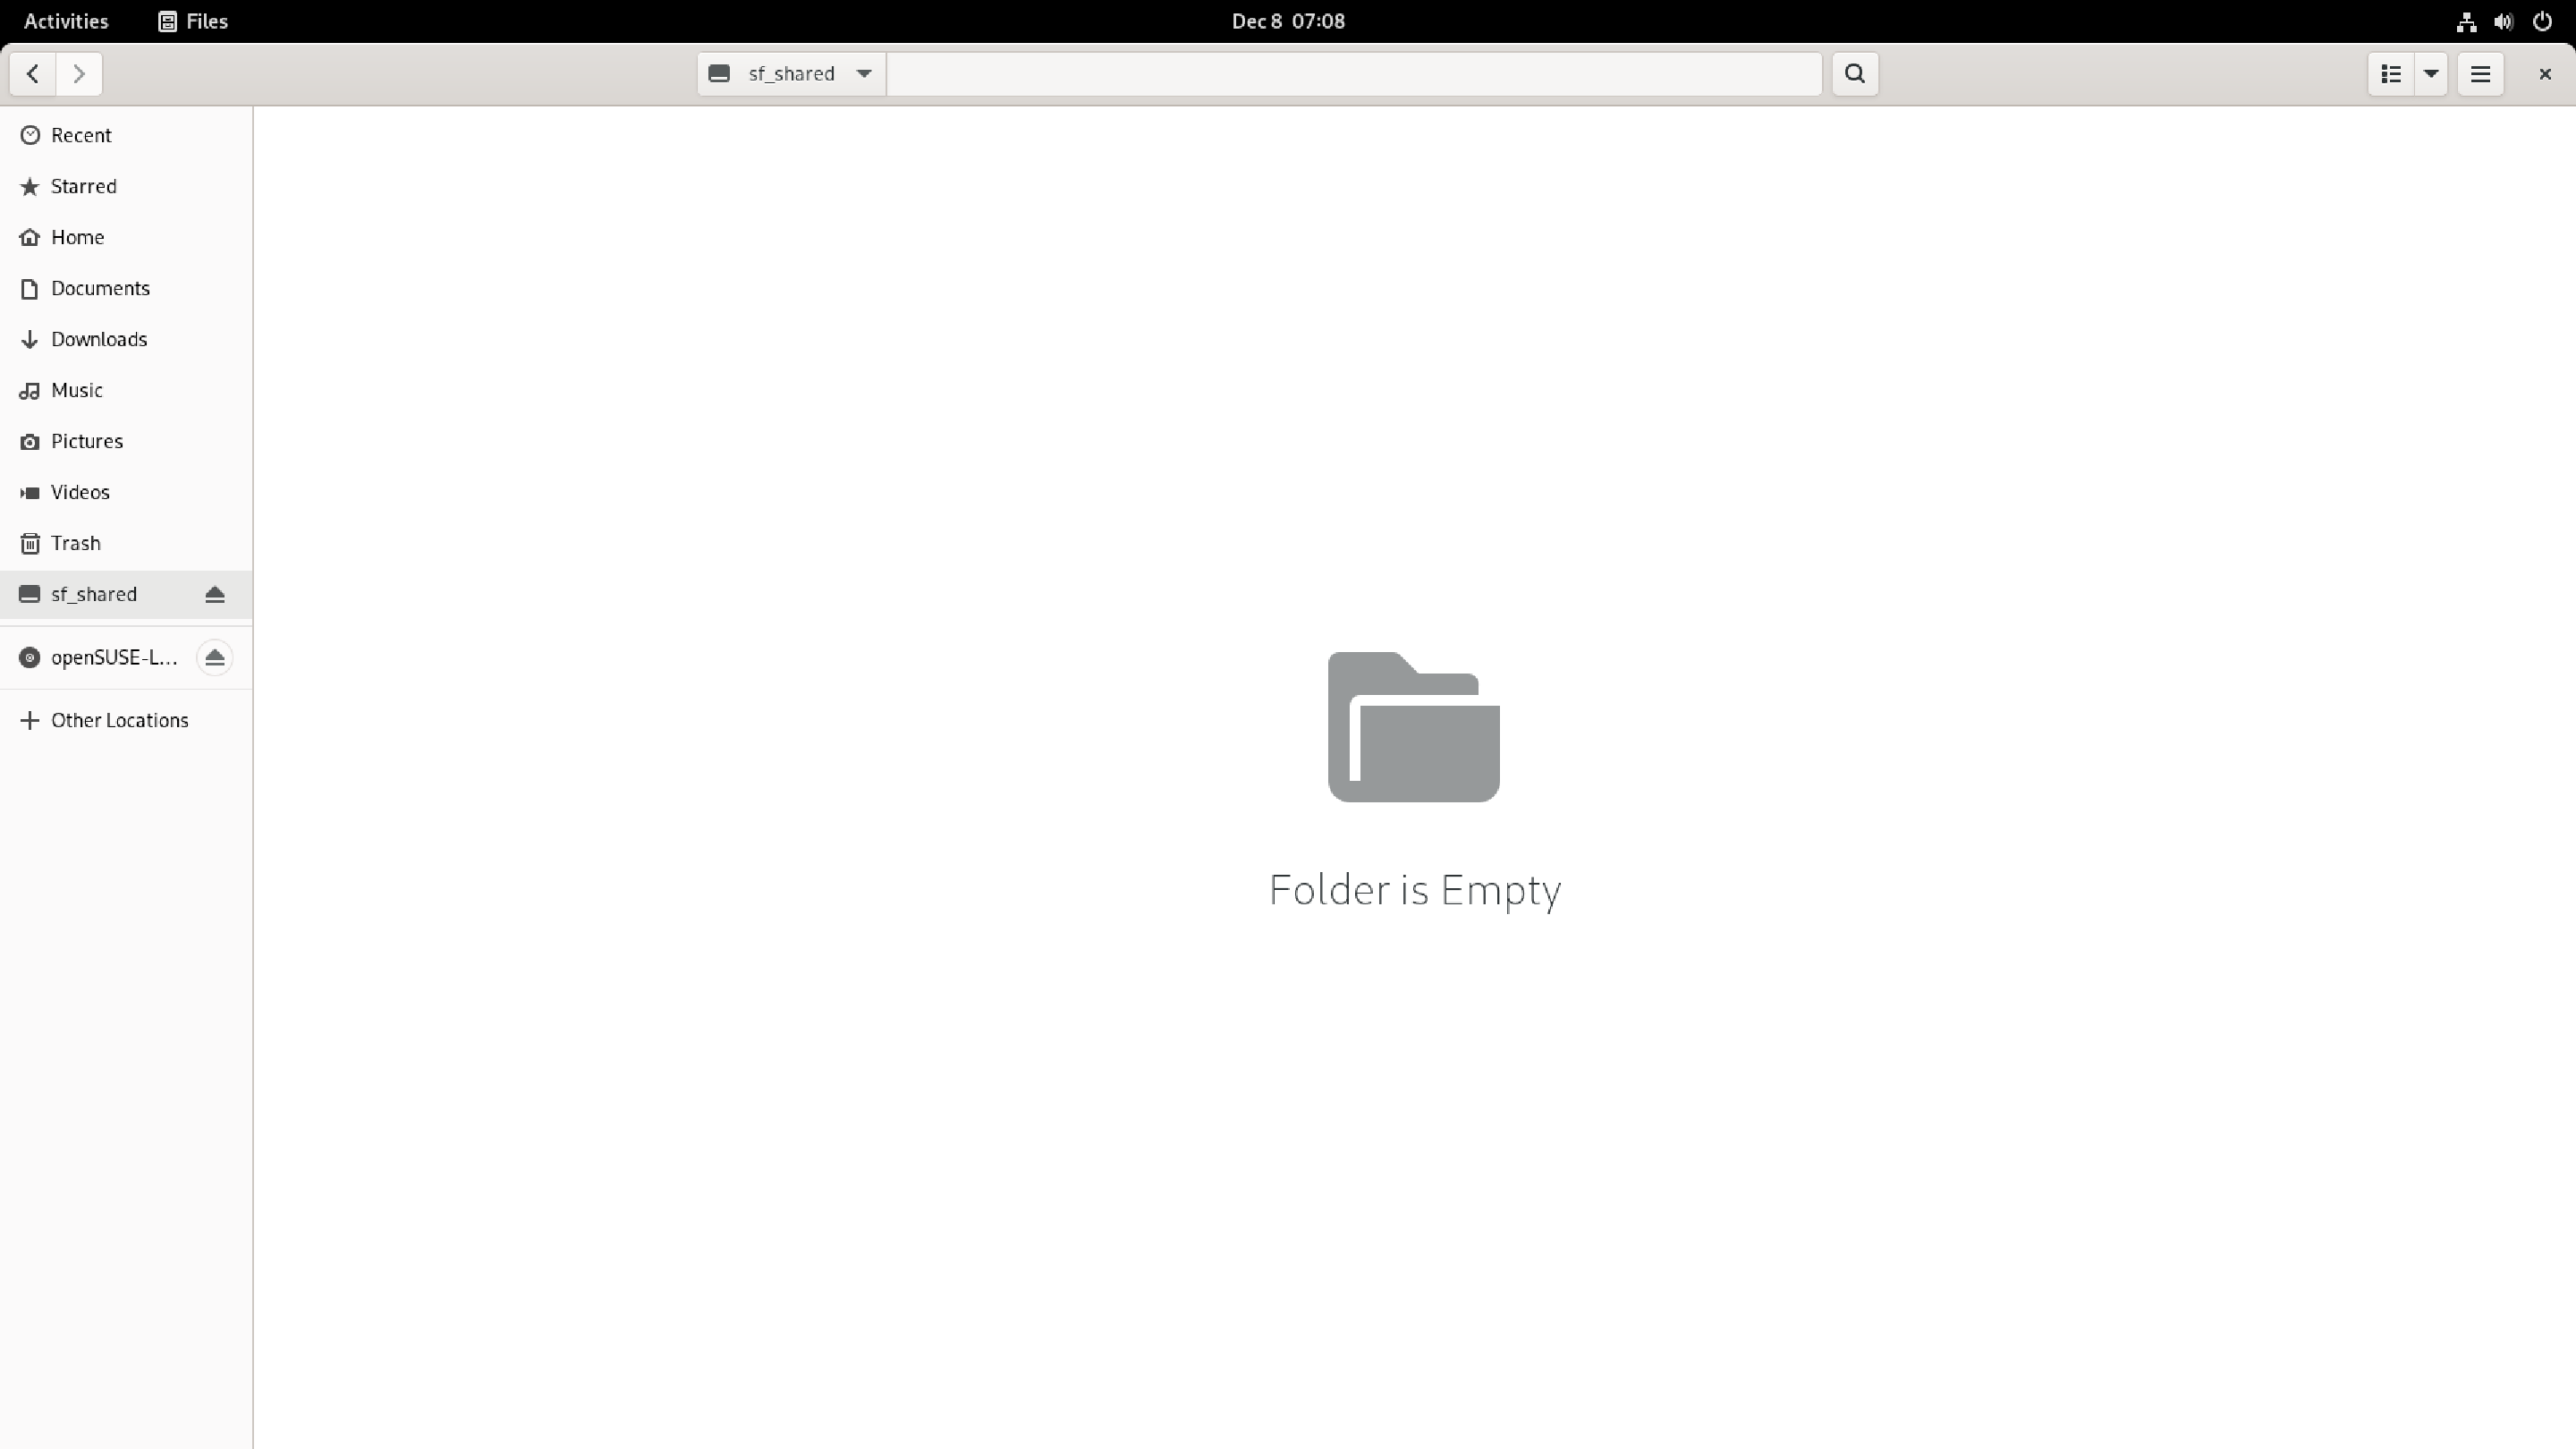 Activities
Files
Dec 8 07:08
sf_shared
Recent
Starred
Home
Documents
Downloads
Music
Pictures
Videos
Trash
sf_shared
openSUSE-L…
Other Locations
Folder is Empty